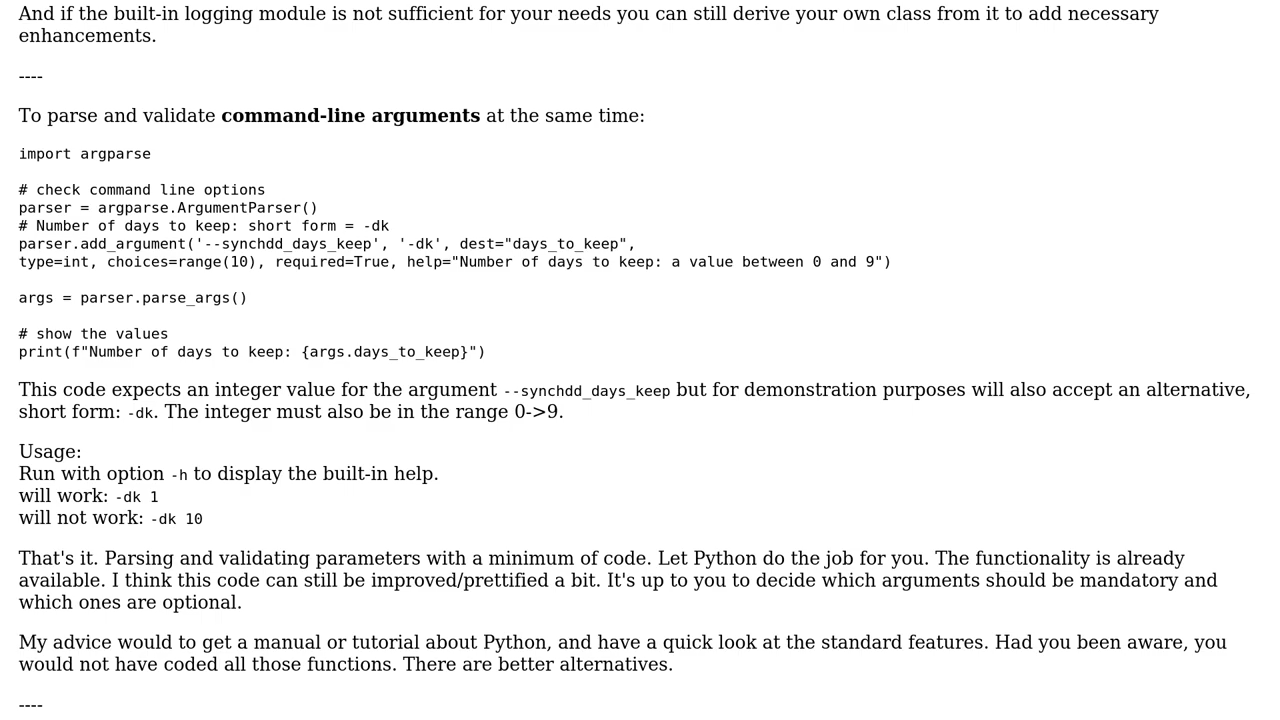 And if the built-in logging module is not sufficient for your needs you can still derive your own class from it to add necessary
enhancements.
----
To parse and validate command-line arguments at the same time:
import argparse
# check command line options
parser = argparse.ArgumentParser()
# Number of days to keep: short form = -dk
parser.add_argument('--synchdd_days_keep', '-dk', dest="days_to_keep",
type=int, choices=range(10), required=True, help="Number of days to keep: a value between 0 and 9")
args = parser.parse_args()
# show the values
print(f"Number of days to keep: {args.days_to_keep}")
This code expects an integer value for the argument --synchdd_days_keep but for demonstration purposes will also accept an alternative,
short form: -dk. The integer must also be in the range 0->9.
Usage:
Run with option -h to display the built-in help.
will work: -dk 1
will not work: -dk 10
That's it. Parsing and validating parameters with a minimum of code. Let Python do the job for you. The functionality is already
available. I think this code can still be improved/prettified a bit. It's up to you to decide which arguments should be mandatory and
which ones are optional.
My advice would to get a manual or tutorial about Python, and have a quick look at the standard features. Had you been aware, you
would not have coded all those functions. There are better alternatives.
----